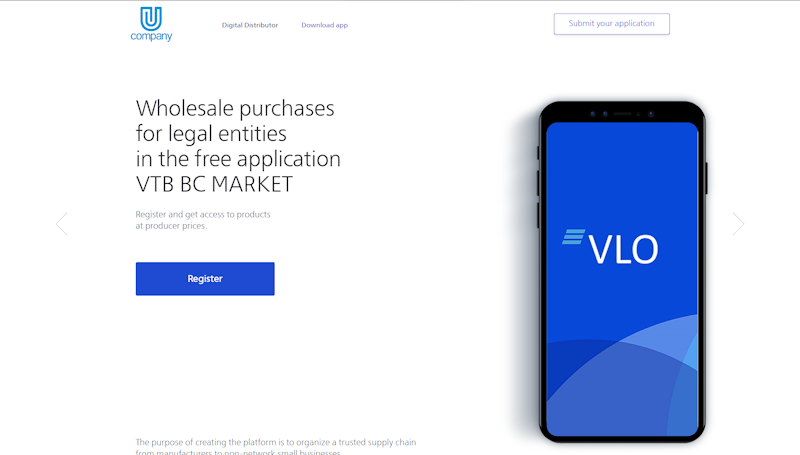 U
company
Digital Distributor
Download app
Submit your application
Wholesale purchases
for legal entities
in the free application
VTB BC MARKET
Register and get access to products
at producer prices.
Register
VLO
The purpose of creating the platform is to organize a trusted supply chain
from manufacturers to non-network small businesses